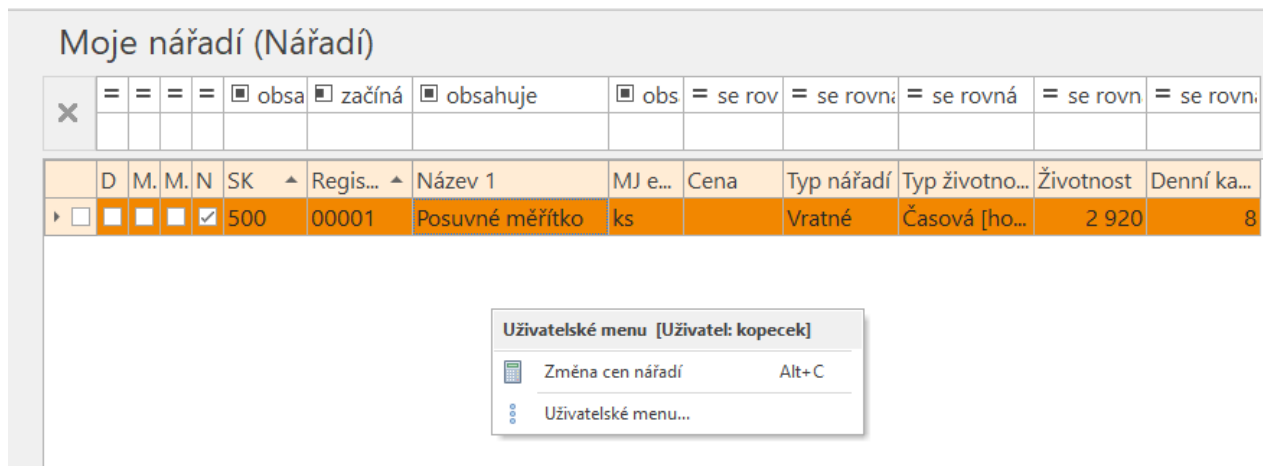 Moje nářadí (Nářadí)
= = = = obsa začíná obsahuje obs = se rov = se rovná = se rovná = se rovn = se rovná
D M. M. N SK Regis... Název 1 MJ e... Cena Typ nářadí Typ životno... Životnost Denní ka...
500 00001 Posuvné měřítko ks Vratné Časová [ho... 2 920 8
Uživatelské menu [Uživatel: kopecek]
Změna cen nářadí Alt+C
Uživatelské menu...